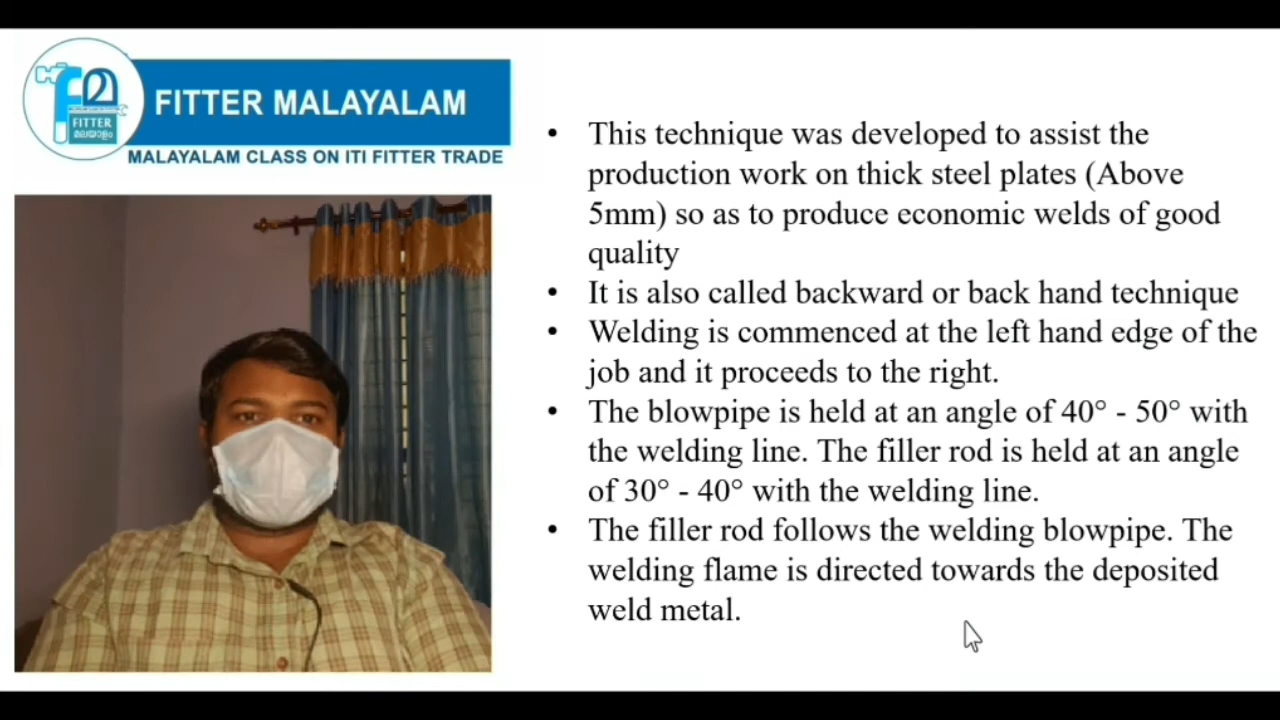 FITTER MALAYALAM
FITTER
മലയാളം
MALAYALAM CLASS ON ITI FITTER TRADE
• This technique was developed to assist the
production work on thick steel plates (Above
5mm) so as to produce economic welds of good
quality
• It is also called backward or back hand technique
• Welding is commenced at the left hand edge of the
job and it proceeds to the right.
• The blowpipe is held at an angle of 40° - 50° with
the welding line. The filler rod is held at an angle
of 30° - 40° with the welding line.
• The filler rod follows the welding blowpipe. The
welding flame is directed towards the deposited
weld metal.